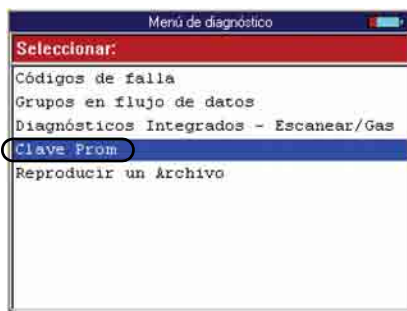 Menú de diagnóstico
Seleccionar:
Códigos de falla
Grupos en flujo de datos
Diagnósticos Integrados - Escanear/Gas
Clave Prom
Reproducir un Archivo